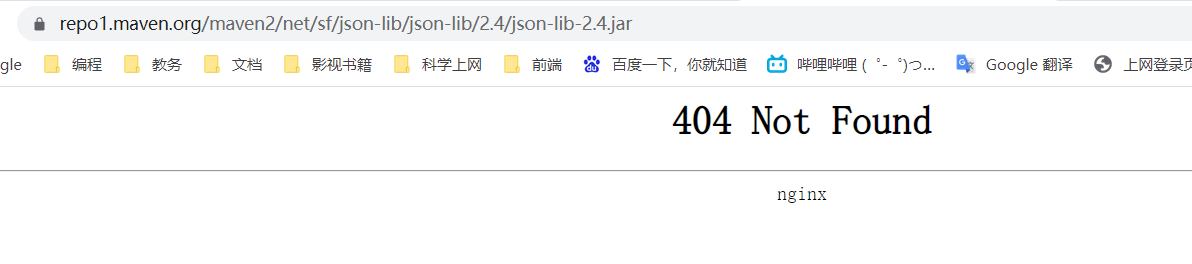 repo1.maven.org/maven2/net/sf/json-lib/json-lib/2.4/json-lib-2.4.jar
gle 编程 教务 文档 影视书籍 科学上网 前端 百度一下，你就知道 哔哩哔哩 ( ゜- ゜)つ... Google 翻译 上网登录页
404 Not Found
nginx